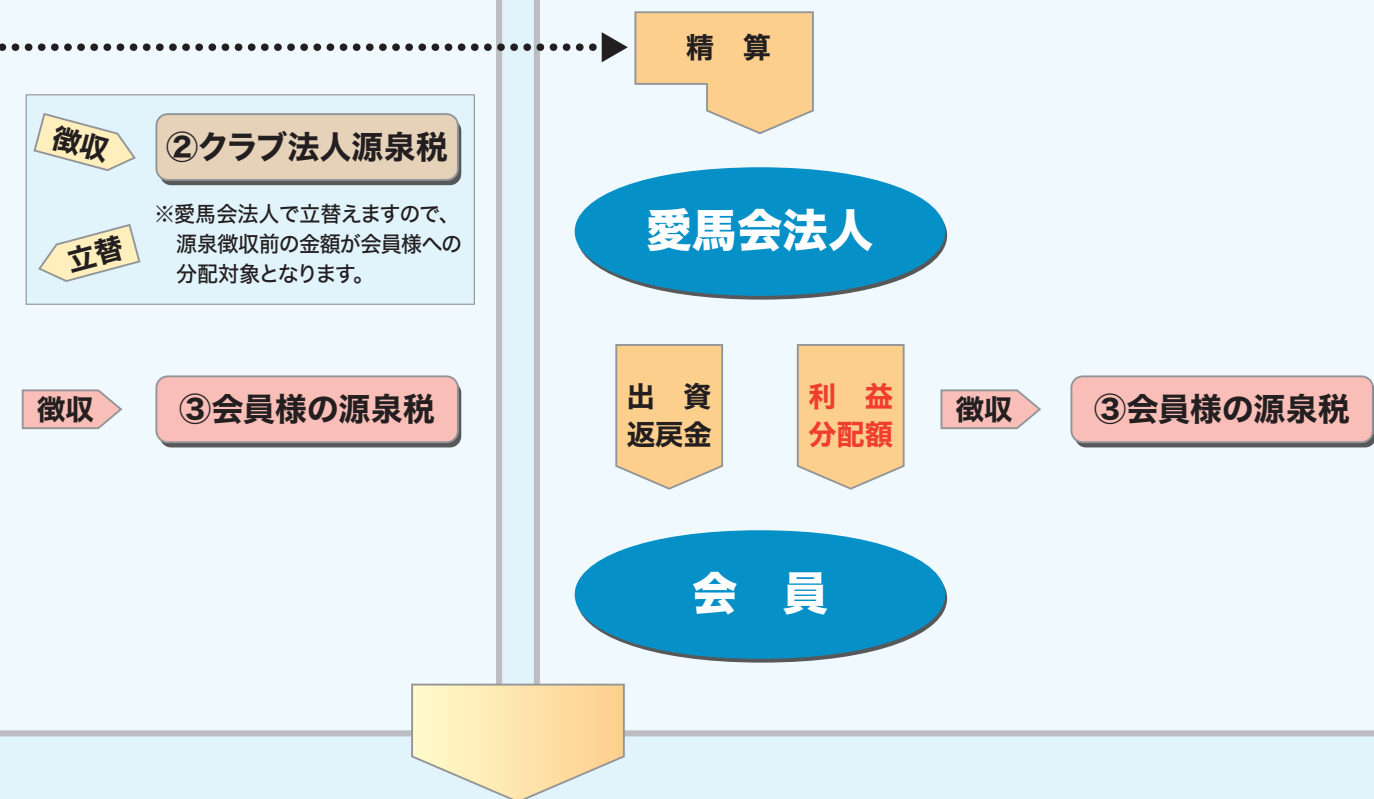 精　算
徴収
②クラブ法人源泉税
※愛馬会法人で立替えますので、
源泉徴収前の金額が会員様への
分配対象となります。
立替
愛馬会法人
徴収
③会員様の源泉税
出　資
返戻金
利　益
分配額
徴収
③会員様の源泉税
会　員